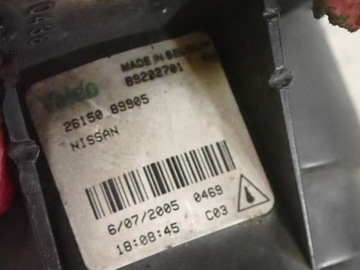 Valeo
MADE IN BELGIUM
89202701
26150 89905
NISSAN
6/07/2005 0469
18:08:45 C03